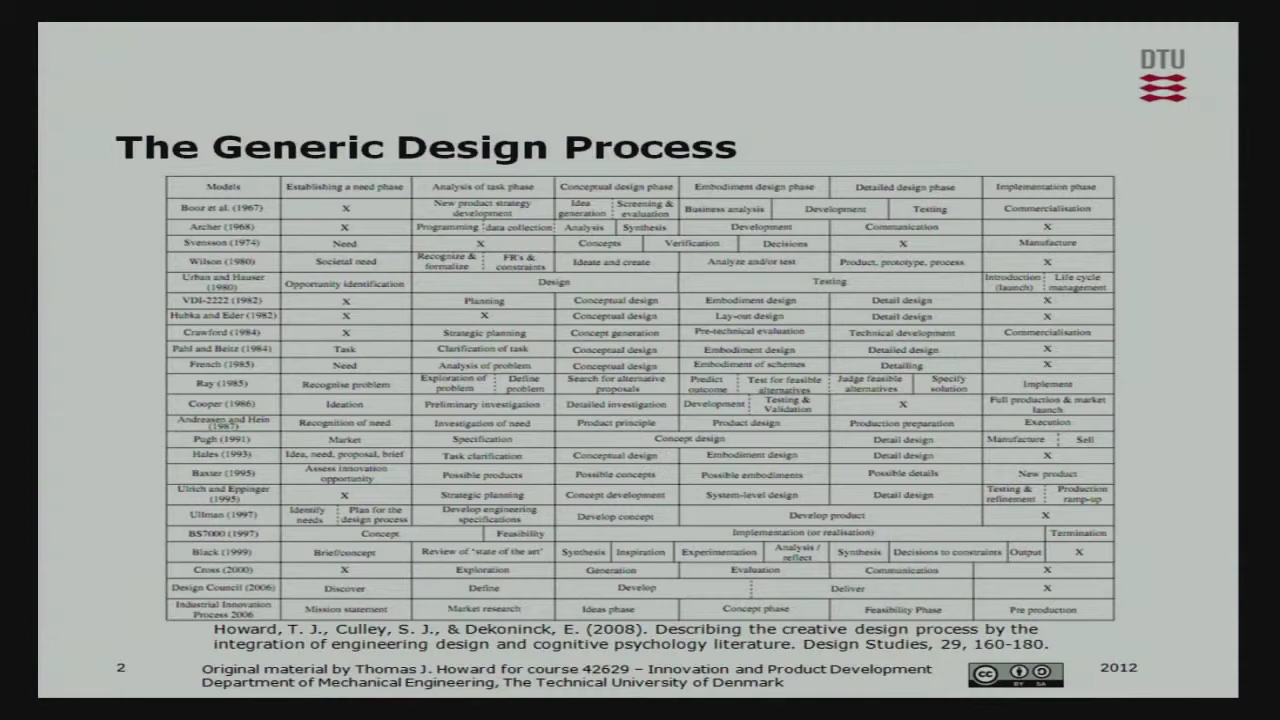 DTU
The Generic Design Process
Models Establishing a need phase Analysis of task phase Conceptual design phase Embodiment design phase Detailed design phase Implementation phase
Booz et al. (1967) X New product strategy development Idea generation Screening & evaluation Business analysis Development Testing Commercialisation
Archer (1968) X Programming data collection Analysis Synthesis Development Communication X
Svensson (1974) Need X Concepts Verification Decisions X Manufacture
Wilson (1980) Societal need Recognize & formalize FR's & constraints Ideate and create Analyze and/or test Product, prototype, process X
Urban and Hauser (1980) Opportunity identification Design Testing Introduction (launch) Life cycle management
VDI-2222 (1982) X Planning Conceptual design Embodiment design Detail design X
Hubka and Eder (1982) X X Conceptual design Lay-out design Detail design X
Crawford (1984) X Strategic planning Concept generation Pre-technical evaluation Technical development Commercialisation
Pahl and Beitz (1984) Task Clarification of task Conceptual design Embodiment design Detailed design X
French (1985) Need Analysis of problem Conceptual design Embodiment of schemes Detailing X
Ray (1985) Recognise problem Exploration of problem Define problem Search for alternative proposals Predict outcome Test for feasible alternatives Judge feasible alternatives Specify solution Implement
Cooper (1986) Ideation Preliminary investigation Detailed investigation Development Testing & Validation X Full production & market launch
Andreasen and Hein (1987) Recognition of need Investigation of need Product principle Product design Production preparation Execution
Pugh (1991) Market Specification Concept design Detail design Manufacture Sell
Hales (1993) Idea, need, proposal, brief Task clarification Conceptual design Embodiment design Detail design X
Baxter (1995) Assess innovation opportunity Possible products Possible concepts Possible embodiments Possible details New product
Ulrich and Eppinger (1995) X Strategic planning Concept development System-level design Detail design Testing & refinement Production ramp-up
Ullman (1997) Identify needs Plan for the design process Develop engineering specifications Develop concept Develop product X
BS7000 (1997) Concept Feasibility Implementation (or realisation) Termination
Black (1999) Brief/concept Review of 'state of the art' Synthesis Inspiration Experimentation Analysis / reflect Synthesis Decisions to constraints Output X
Cross (2000) X Exploration Generation Evaluation Communication X
Design Council (2006) Discover Define Develop Deliver X
Industrial Innovation Process 2006 Mission statement Market research Ideas phase Concept phase Feasibility Phase Pre production
Howard, T. J., Culley, S. J., & Dekoninck, E. (2008). Describing the creative design process by the
integration of engineering design and cognitive psychology literature. Design Studies, 29, 160-180.
2 Original material by Thomas J. Howard for course 42629 – Innovation and Product Development
Department of Mechanical Engineering, The Technical University of Denmark
cc BY SA
2012